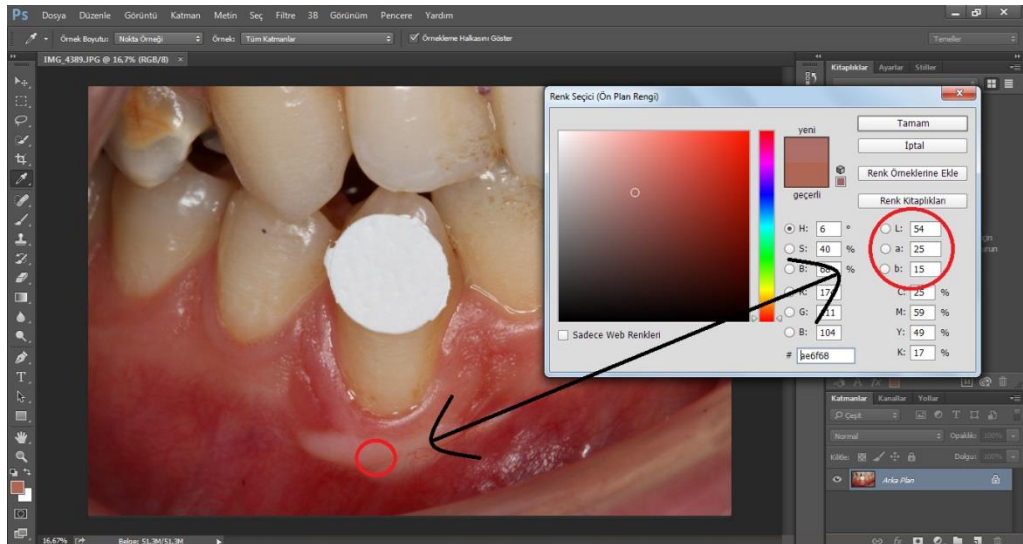 Ps Dosya Düzenle Görüntü Katman Metin Seç Filtre 3B Görünüm Pencere Yardım
Örnek Boyutu: Nokta Örneği Örnek: Tüm Katmanlar Örnekleme Halkasını Göster Temeller
IMG_4389.JPG @ 16,7% (RGB/8) ×
Kitaplıklar Ayarlar Stiller
Renk Seçici (Ön Plan Rengi)
yeni
geçerli
Tamam
İptal
Renk Örneklerine Ekle
Renk Kitaplıkları
H: 6 ° L: 54
S: 40 % a: 25
B: 68 % b: 15
R: 174 C: 25 %
G: 111 M: 59 %
B: 104 Y: 49 %
# ae6f68 K: 17 %
Sadece Web Renkleri
Katmanlar Kanallar Yollar
Çeşit
Normal Opaklık: 100%
Kilitle: Dolgu: 100%
Arka Plan
16.67% Belge: 51,3M/51,3M